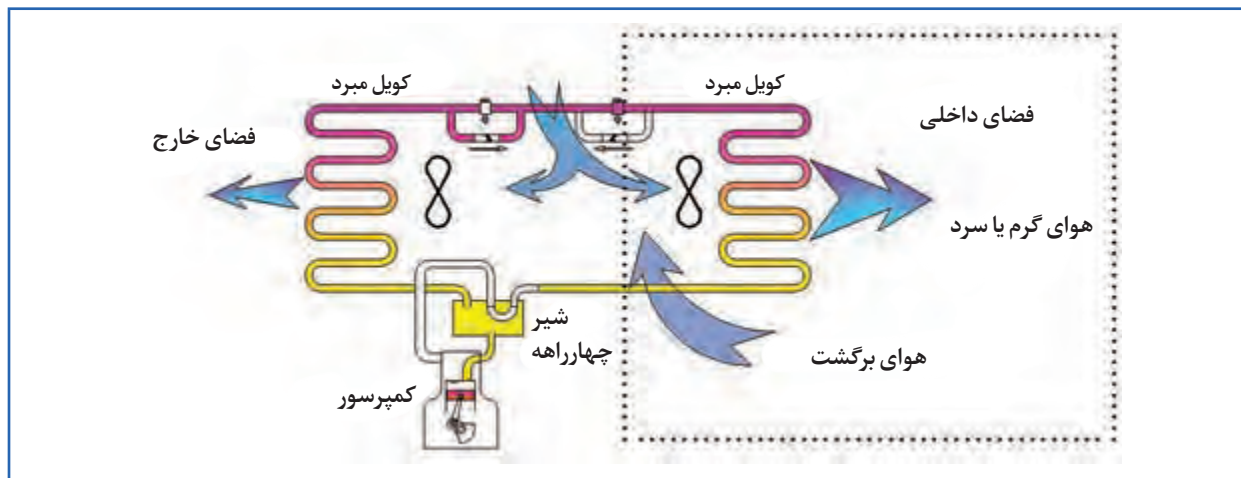 کویل مبرد
کویل مبرد
فضای داخلی
فضای خارج
هوای گرم یا سرد
شیر
چهارراهه
هوای برگشت
کمپرسور